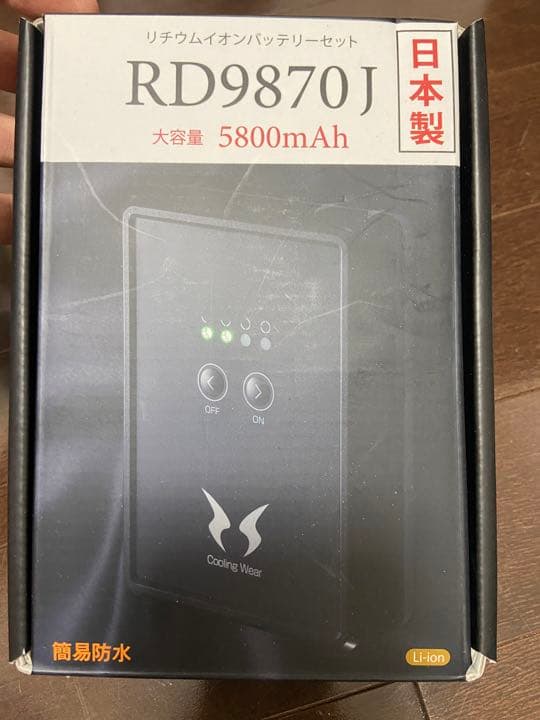 リチウムイオンバッテリーセット
RD9870J
日本製
大容量 5800mAh
OFF
ON
Cooling Wear
簡易防水
Li-ion